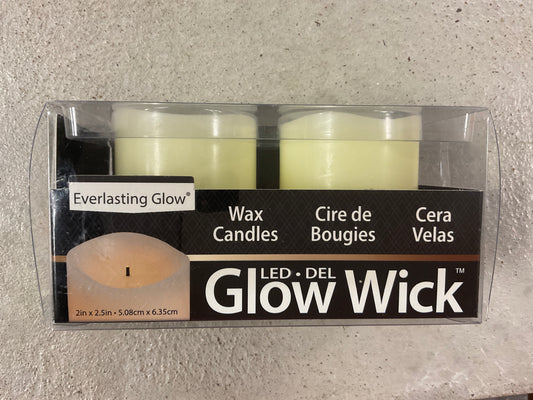 Everlasting Glow®
Wax
Candles
Cire de
Bougies
Cera
Velas
LED • DEL
Glow Wick™
2in x 2.5in • 5.08cm x 6.35cm